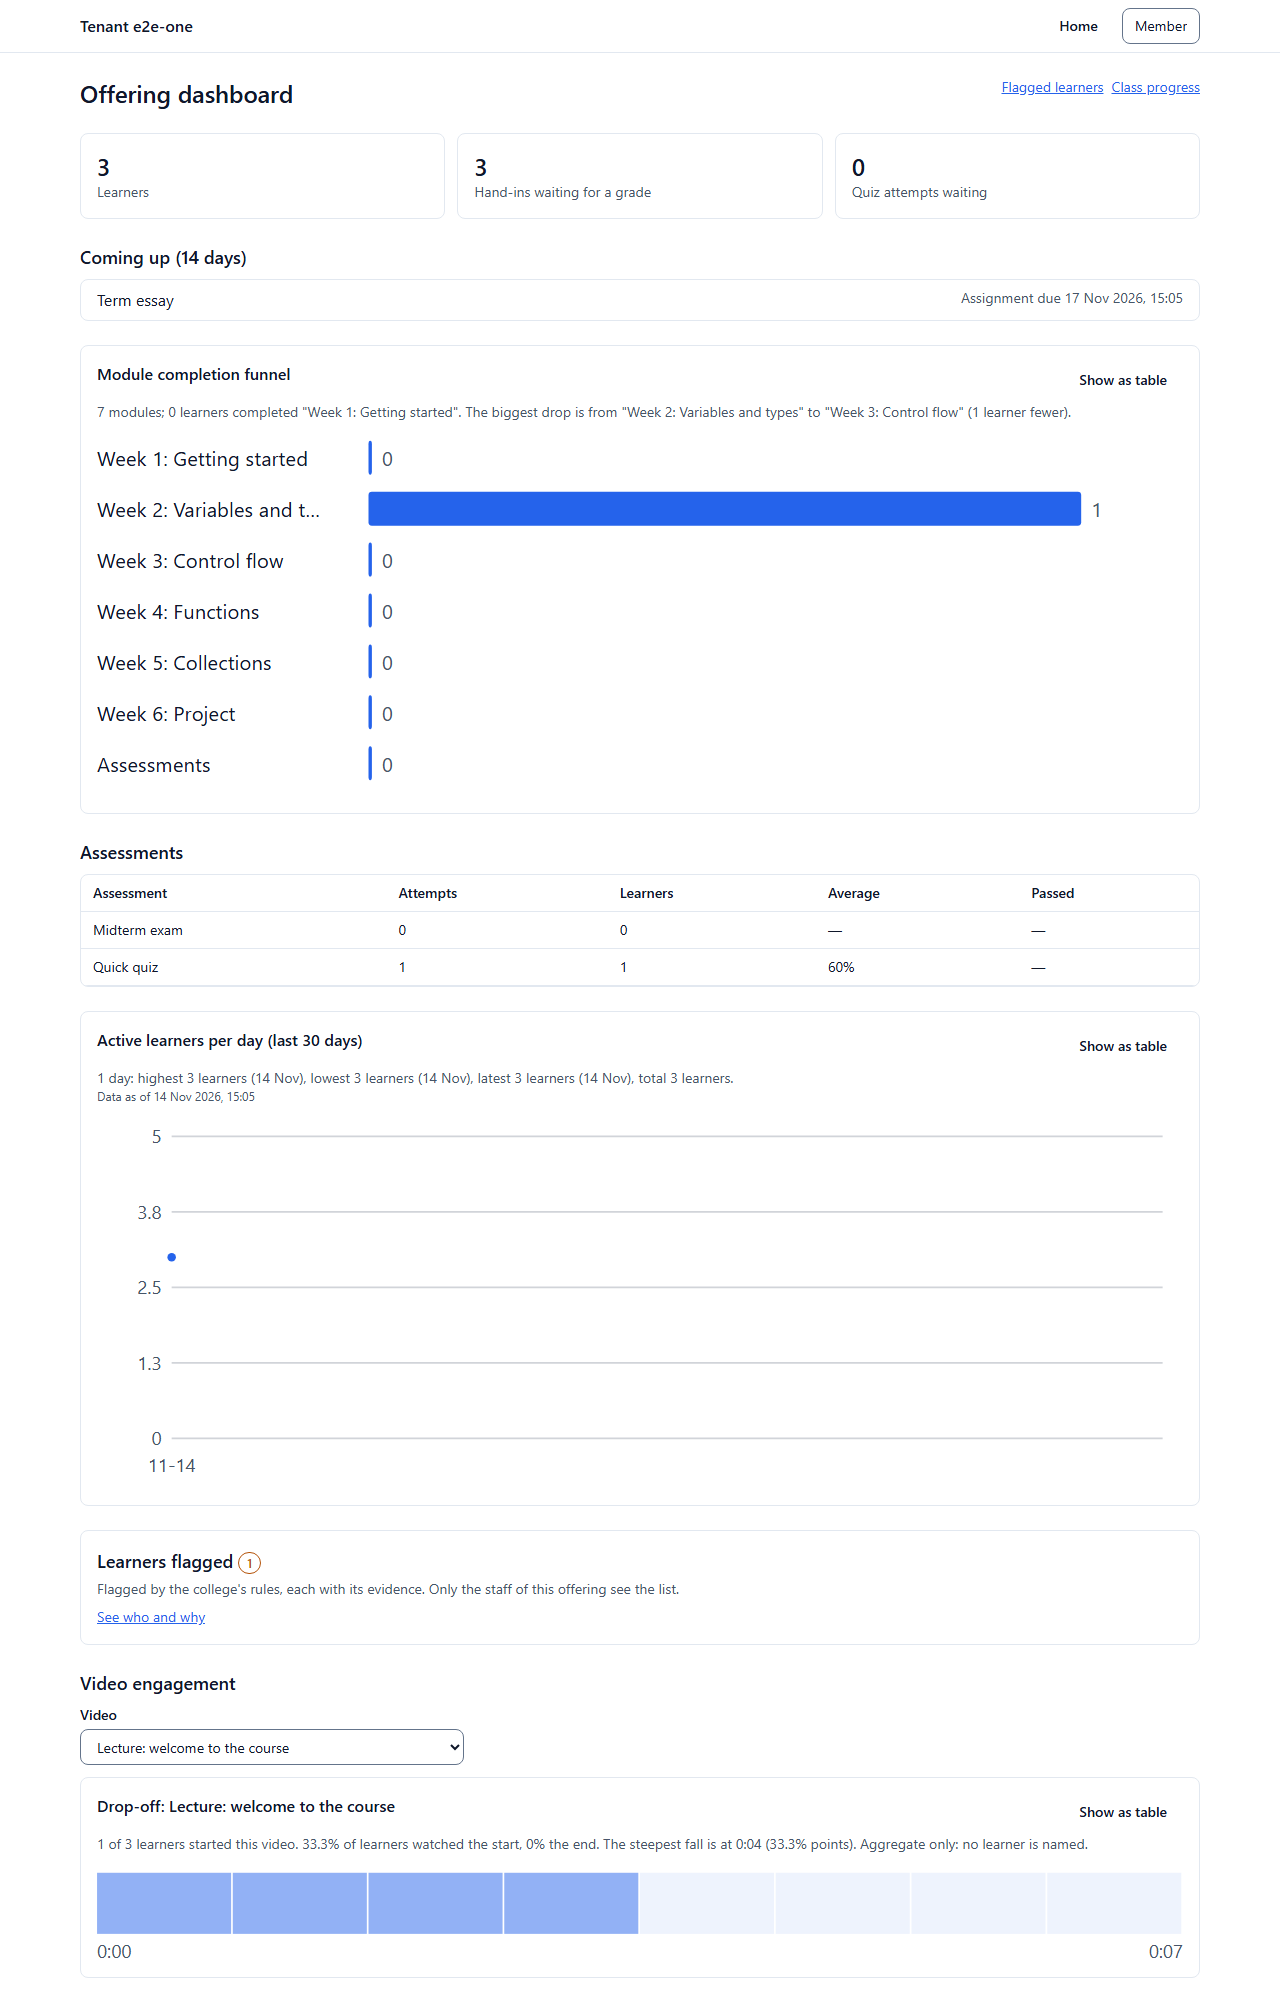 Tenant e2e-one
Home
Member
Offering dashboard
Flagged learners
Class progress
3
Learners
3
Hand-ins waiting for a grade
0
Quiz attempts waiting
Coming up (14 days)
Term essay
Assignment due 17 Nov 2026, 15:05
Module completion funnel
Show as table
7 modules; 0 learners completed "Week 1: Getting started". The biggest drop is from "Week 2: Variables and types" to "Week 3: Control flow" (1 learner fewer).
Week 1: Getting started 0
Week 2: Variables and t... 1
Week 3: Control flow 0
Week 4: Functions 0
Week 5: Collections 0
Week 6: Project 0
Assessments 0
Assessments
Assessment Attempts Learners Average Passed
Midterm exam 0 0 — —
Quick quiz 1 1 60% —
Active learners per day (last 30 days)
Show as table
1 day: highest 3 learners (14 Nov), lowest 3 learners (14 Nov), latest 3 learners (14 Nov), total 3 learners.
Data as of 14 Nov 2026, 15:05
5
3.8
2.5
1.3
0
11-14
Learners flagged 1
Flagged by the college's rules, each with its evidence. Only the staff of this offering see the list.
See who and why
Video engagement
Video
Lecture: welcome to the course
Drop-off: Lecture: welcome to the course
Show as table
1 of 3 learners started this video. 33.3% of learners watched the start, 0% the end. The steepest fall is at 0:04 (33.3% points). Aggregate only: no learner is named.
0:00
0:07